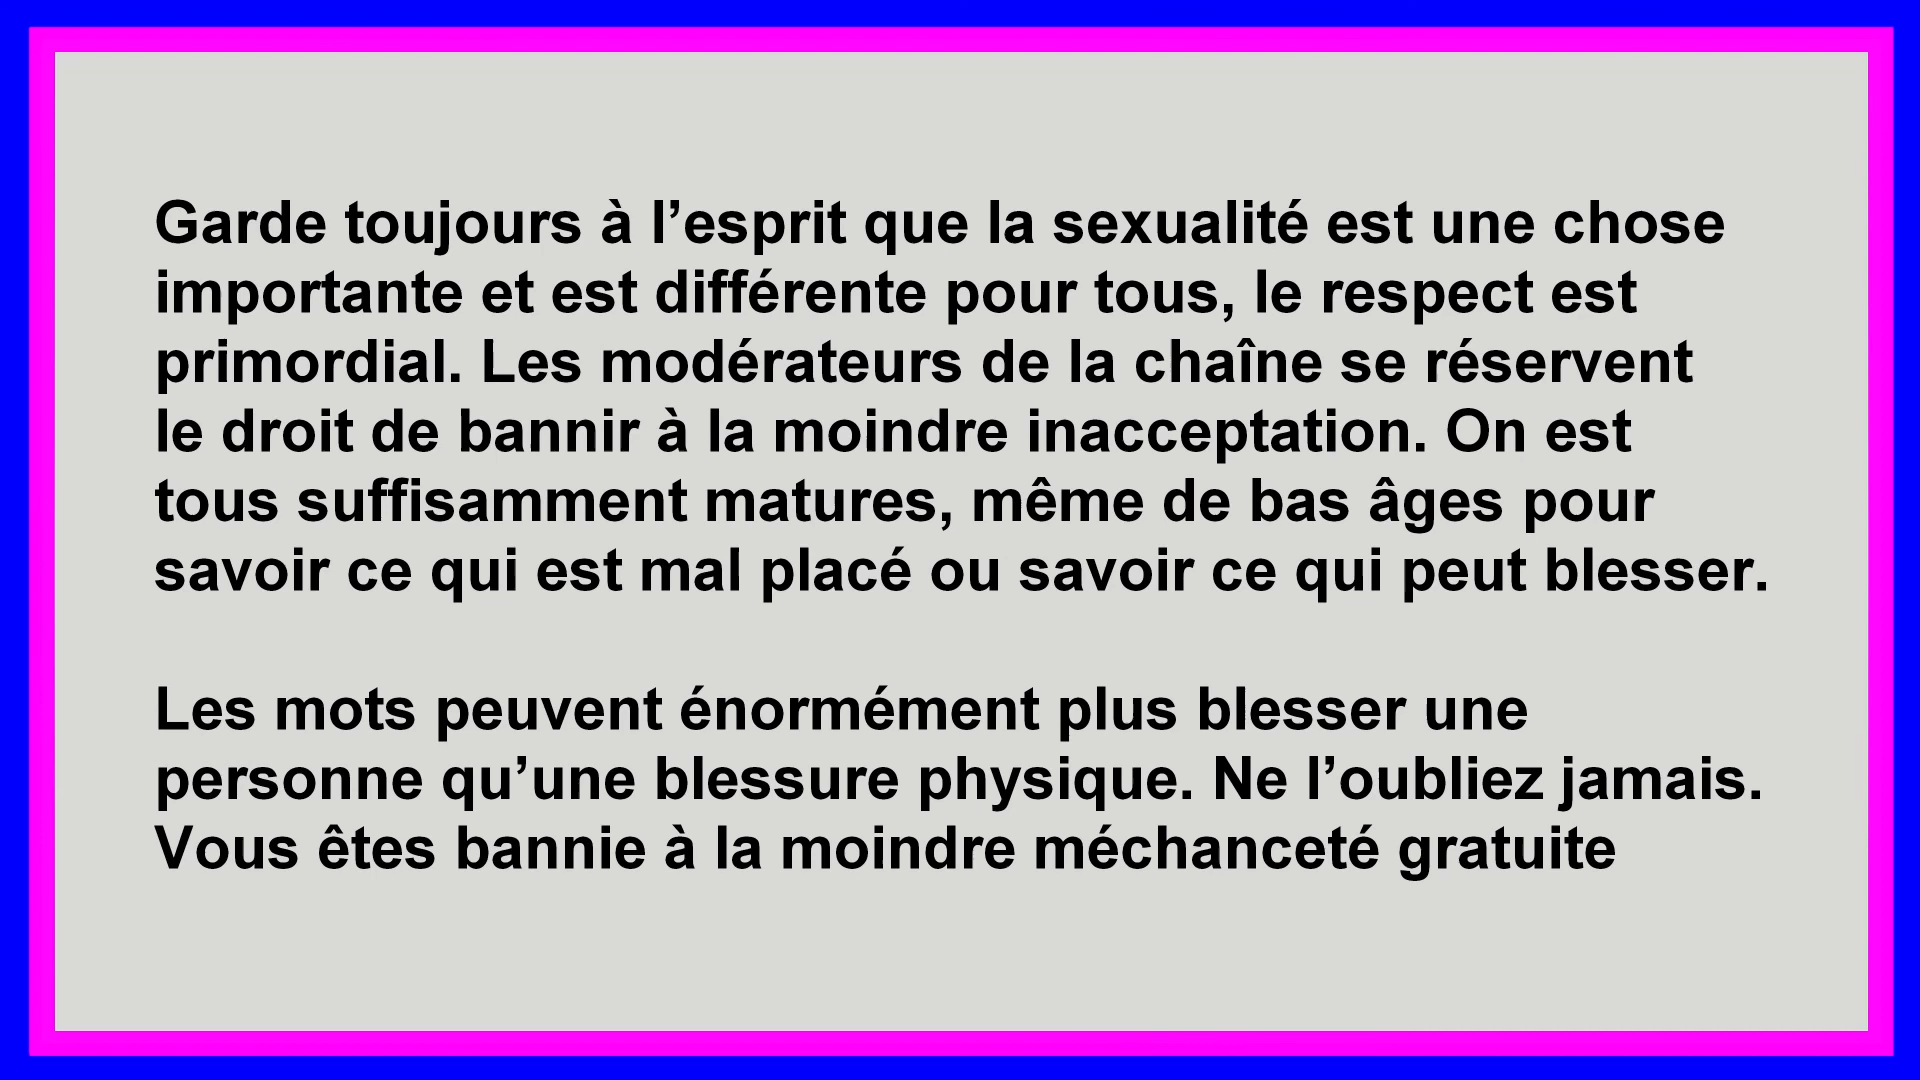 Garde toujours à l’esprit que la sexualité est une chose
importante et est différente pour tous, le respect est
primordial. Les modérateurs de la chaîne se réservent
le droit de bannir à la moindre inacceptation. On est
tous suffisamment matures, même de bas âges pour
savoir ce qui est mal placé ou savoir ce qui peut blesser.
Les mots peuvent énormément plus blesser une
personne qu’une blessure physique. Ne l’oubliez jamais.
Vous êtes bannie à la moindre méchanceté gratuite